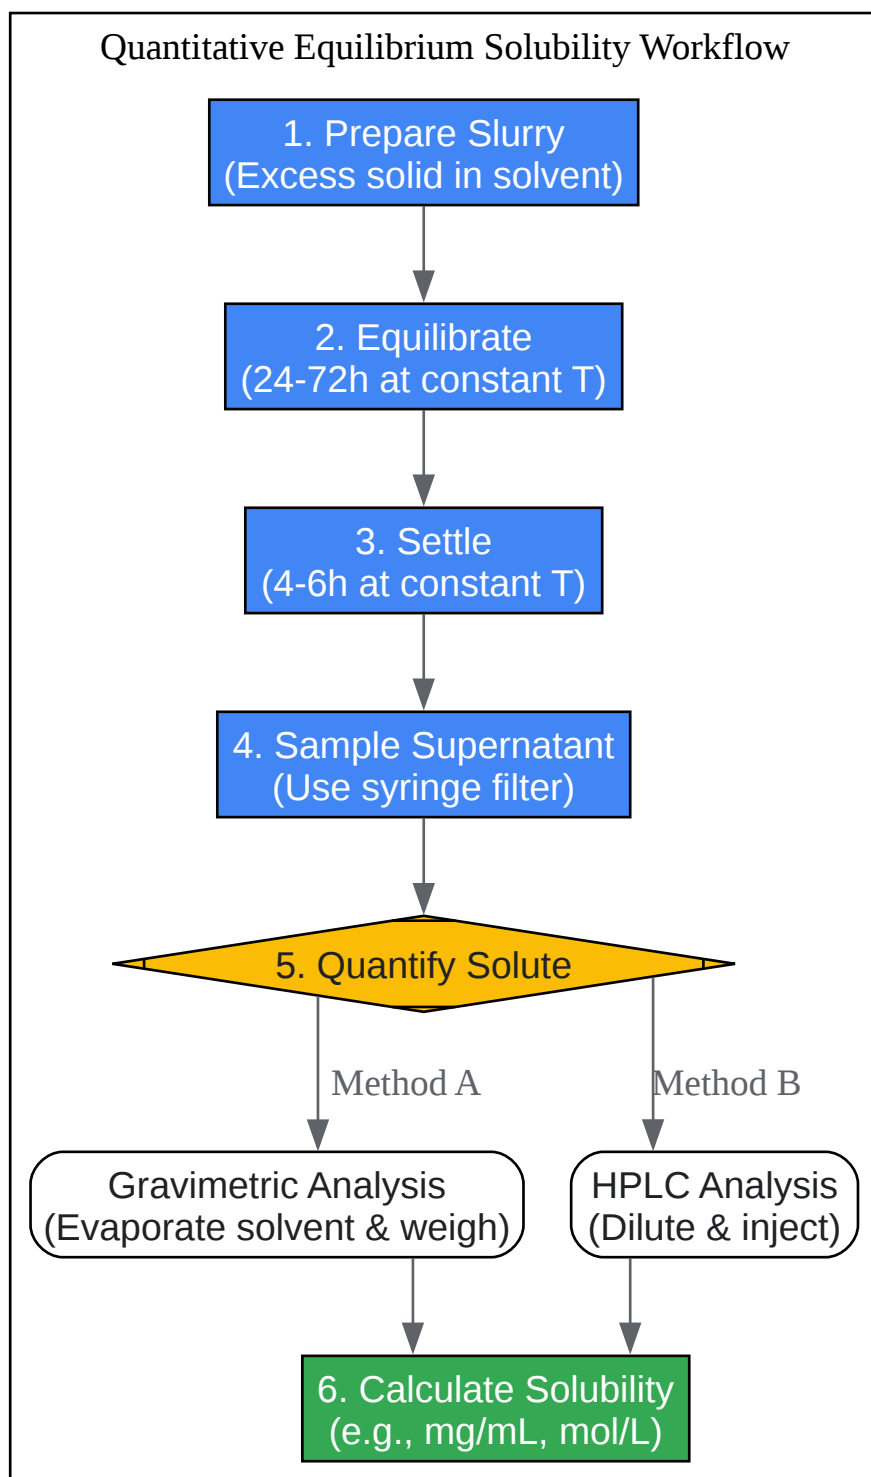 Quantitative Equilibrium Solubility Workflow
1. Prepare Slurry
(Excess solid in solvent)
2. Equilibrate
(24-72h at constant T)
3. Settle
(4-6h at constant T)
4. Sample Supernatant
(Use syringe filter)
5. Quantify Solute
Method A
Method B
Gravimetric Analysis
(Evaporate solvent & weigh)
HPLC Analysis
(Dilute & inject)
6. Calculate Solubility
(e.g., mg/mL, mol/L)